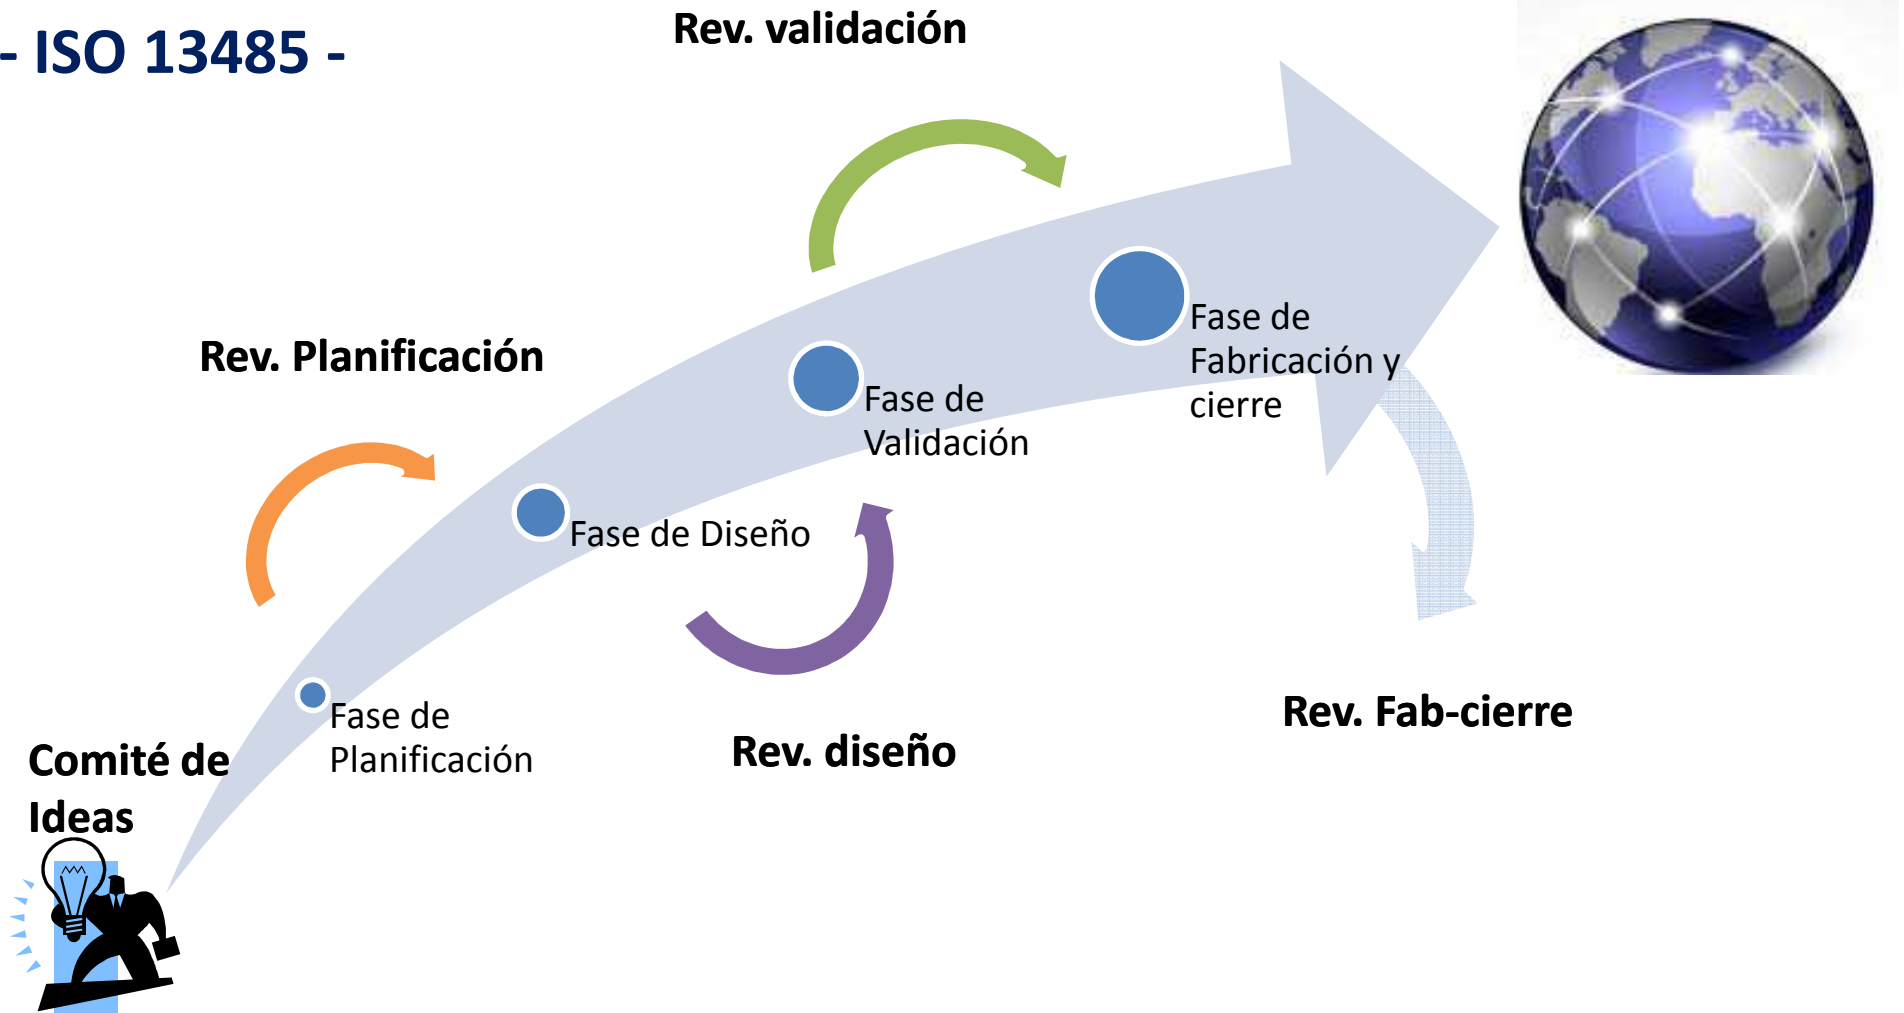 - ISO 13485 -
Rev. validación
Rev. Planificación
Fase de
Fabricación y
cierre
Fase de
Validación
Fase de Diseño
Fase de
Planificación
Rev. diseño
Rev. Fab-cierre
Comité de
Ideas